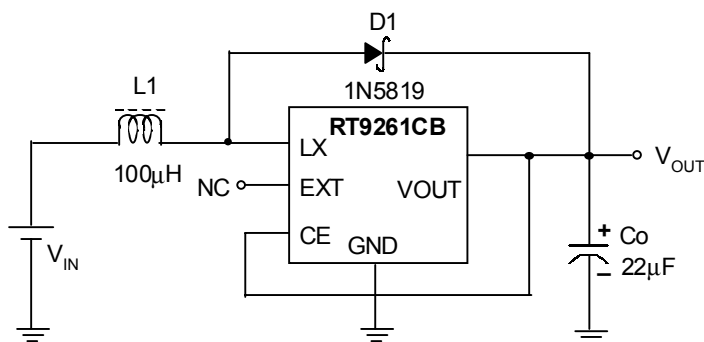 D1
1N5819
L1
100μH
RT9261CB
LX
NC
EXT
VOUT
CE
GND
VOUT
VIN
+
Co
22μF
−